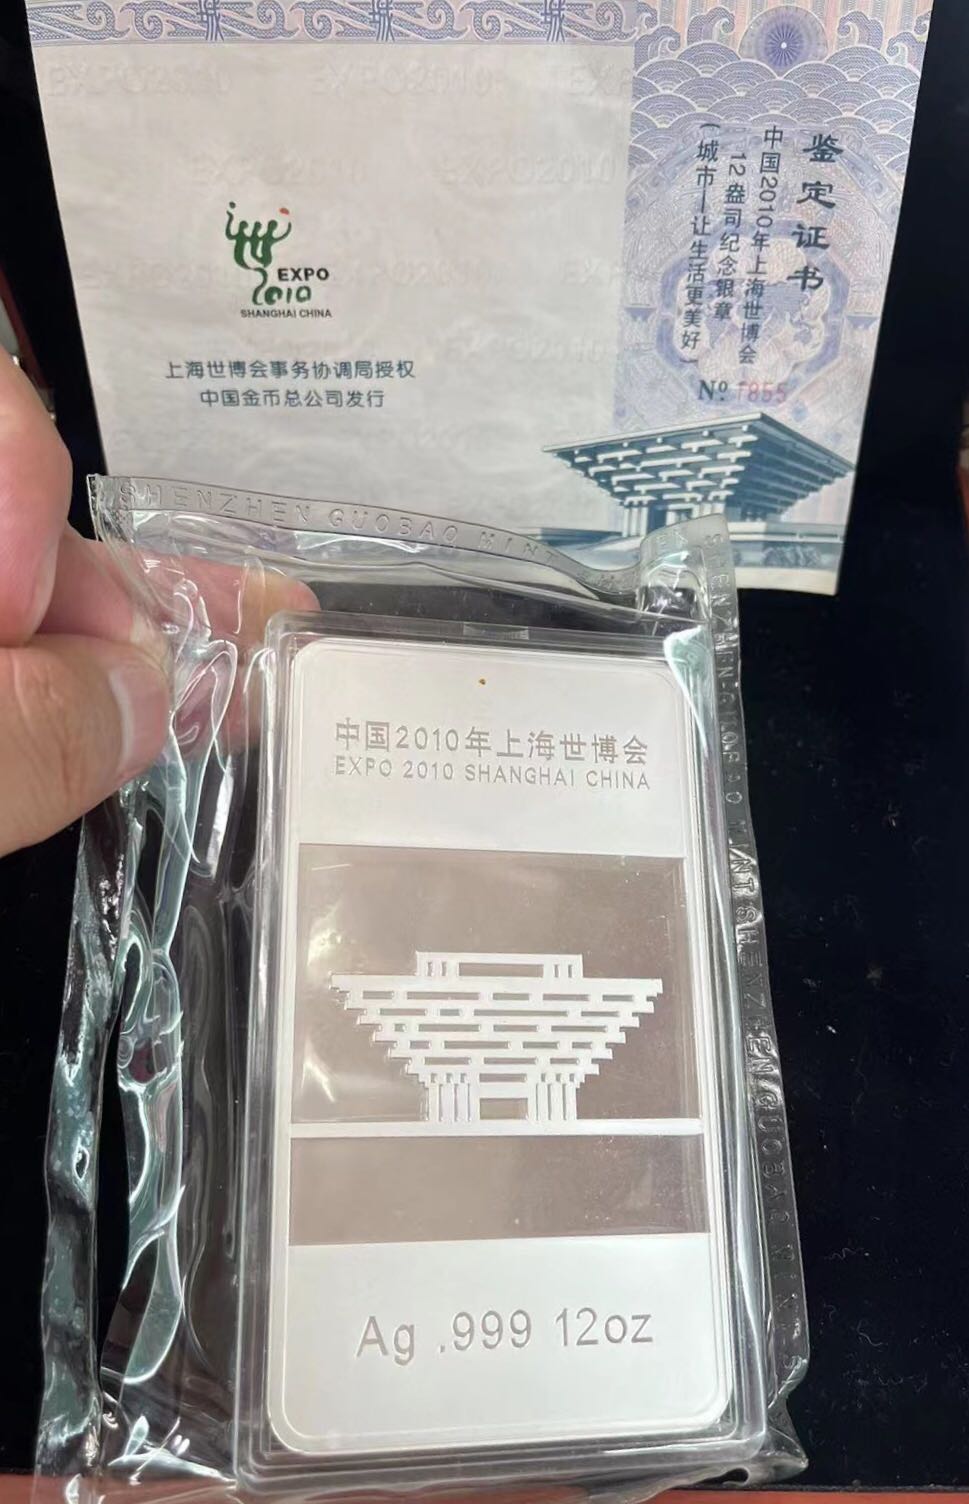 鉴定证书
中国2010年上海世博会
12盎司纪念银章
（城市—让生活更美好）
Nº 1855
EXPO
2010
SHANGHAI CHINA
上海世博会事务协调局授权
中国金币总公司发行
SHENZHEN GUOBAO MINT
中国2010年上海世博会
EXPO 2010 SHANGHAI CHINA
Ag .999 12oz